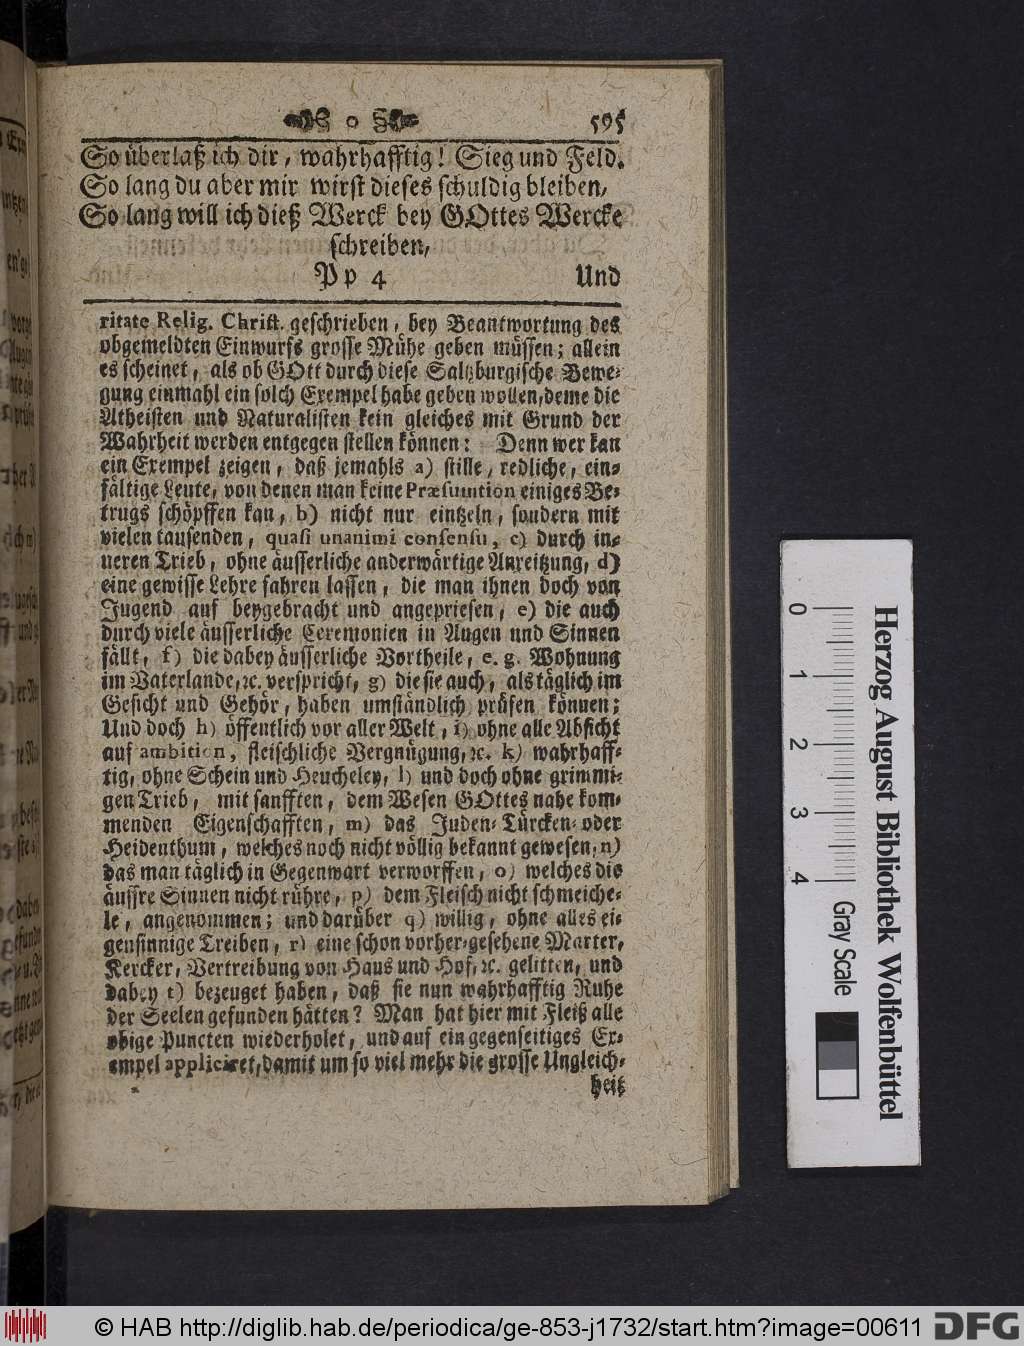 o 595
So überlaß ich dir, wahrhafftig! Sieg und Feld.
So lang du aber mir wirst dieses schuldig bleiben,
So lang will ich dieß Werck bey GOttes Wercke
schreiben,
Pp 4 Und
ritate Relig. Christ. geschrieben, bey Beantwortung des
obgemeldten Einwurfs grosse Mühe geben müssen; allein
es scheinet, als ob GOtt durch diese Saltzburgische Bewe-
gung einmahl ein solch Exempel habe geben wollen, deme die
Atheisten und Naturalisten kein gleiches mit Grund der
Wahrheit werden entgegen stellen können: Denn wer kan
ein Exempel zeigen, daß jemahls a) stille, redliche, ein-
fältige Leute, von denen man keine Præsumtion einiges Be-
trugs schöpffen kan, b) nicht nur eintzeln, sondern mit
vielen tausenden, quasi unanimi consensu, c) durch in-
neren Trieb, ohne äusserliche anderwärtige Anreitzung, d)
eine gewisse Lehre fahren lassen, die man ihnen doch von
Jugend auf beygebracht und angepriesen, e) die auch
durch viele äusserliche Ceremonien in Augen und Sinnen
fällt, f) die dabey äusserliche Vortheile, e. g. Wohnung
im Vaterlande, ꝛc. verspricht, g) die sie auch, als täglich im
Gesicht und Gehör, haben umständlich prüfen können;
Und doch h) öffentlich vor aller Welt, i) ohne alle Absicht
auf ambition, fleischliche Vergnügung, ꝛc. k) wahrhaff-
tig, ohne Schein und Heucheley, l) und doch ohne grimmi-
gen Trieb, mit sanfften, dem Wesen GOttes nahe kom-
menden Eigenschafften, m) das Juden- Türcken- oder
Heidenthum, welches noch nicht völlig bekannt gewesen, n)
das man täglich in Gegenwart verworffen, o) welches die
äussre Sinnen nicht rühre, p) dem Fleisch nicht schmeiche-
le, angenommen; und darüber q) willig, ohne alles ei-
gensinnige Treiben, r) eine schon vorher-gesehene Marter,
Kercker, Vertreibung von Haus und Hof, ꝛc. gelitten, und
dabey t) bezeuget haben, daß sie nun wahrhafftig Ruhe
der Seelen gefunden hätten? Man hat hier mit Fleiß alle
obige Puncten wiederholet, und auf ein gegenseitiges Ex-
empel appliciret, damit um so viel mehr die grosse Ungleich-
heit
0 1 2 3 4
Herzog August Bibliothek Wolfenbüttel
Gray Scale
© HAB http://diglib.hab.de/periodica/ge-853-j1732/start.htm?image=00611
DFG